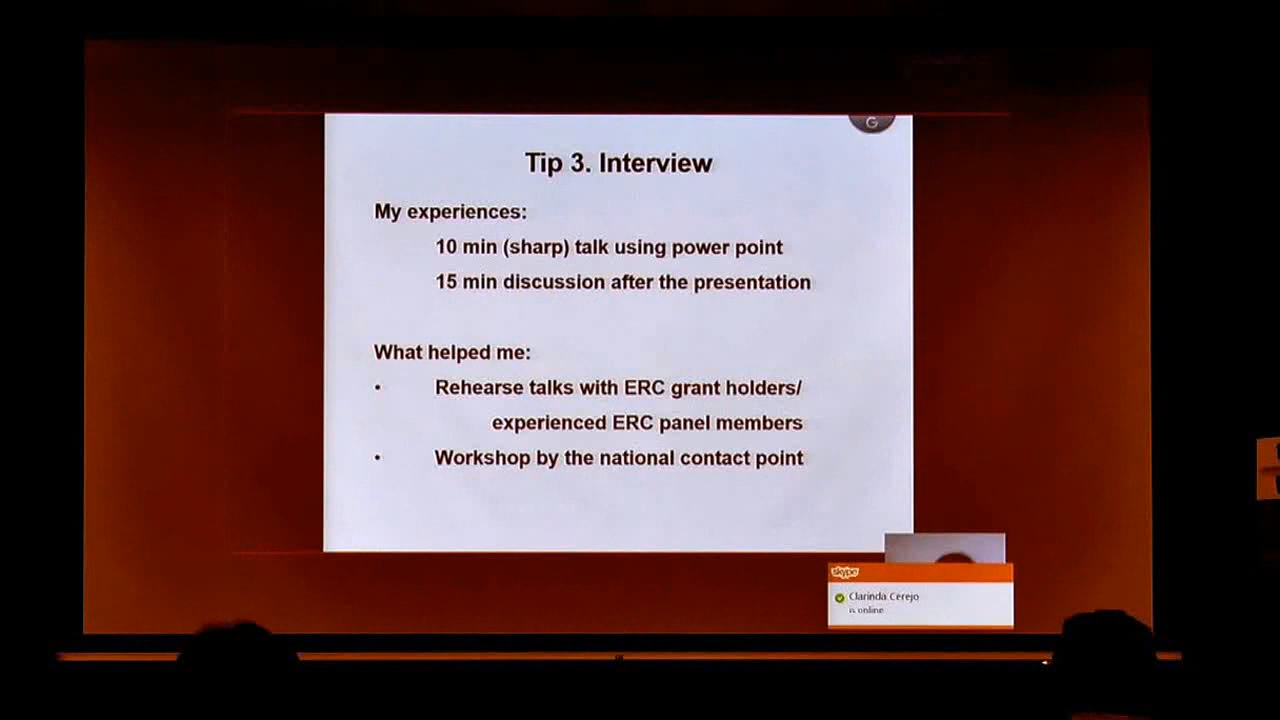 G
Tip 3. Interview
My experiences:
10 min (sharp) talk using power point
15 min discussion after the presentation
What helped me:
• Rehearse talks with ERC grant holders/
experienced ERC panel members
• Workshop by the national contact point
skype
Clarinda Cerejo
is online